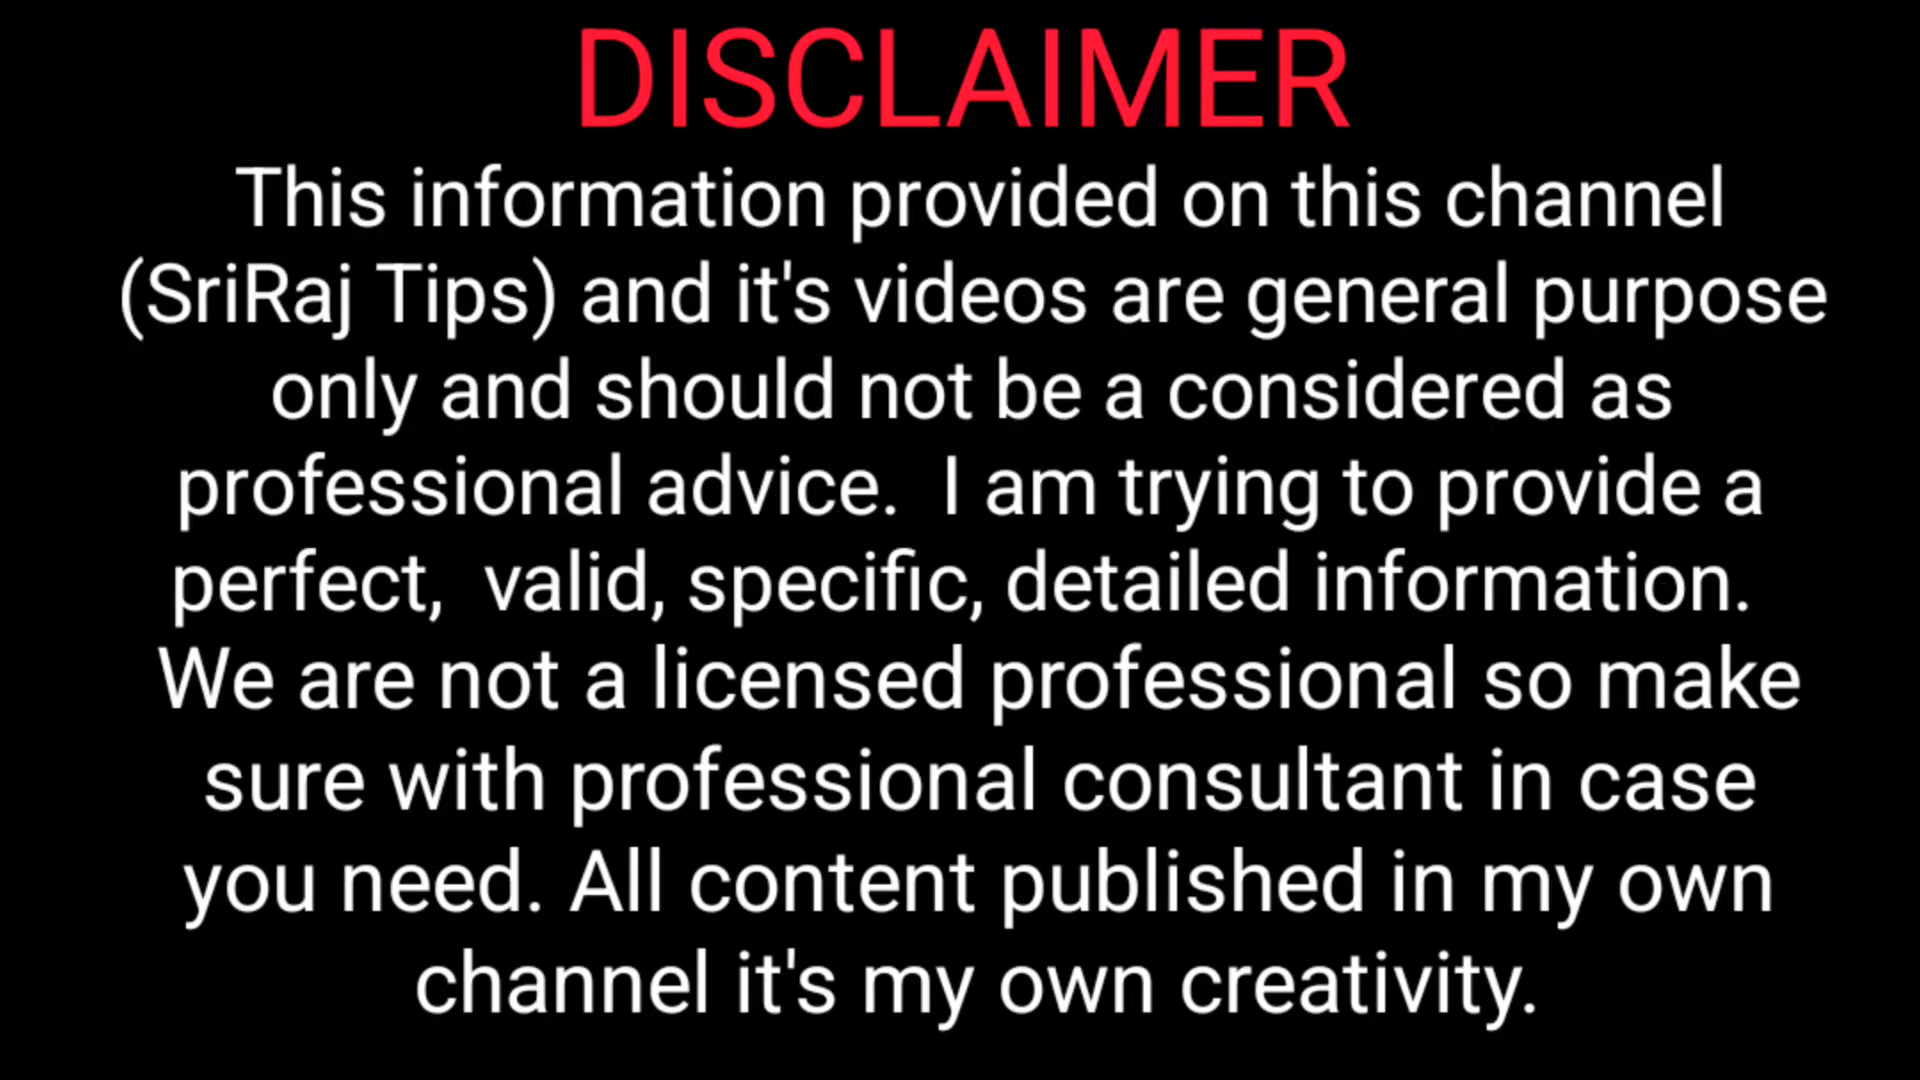 DISCLAIMER
This information provided on this channel
(SriRaj Tips) and it's videos are general purpose
only and should not be a considered as
professional advice.  I am trying to provide a
perfect,  valid, specific, detailed information.
We are not a licensed professional so make
sure with professional consultant in case
you need. All content published in my own
channel it's my own creativity.